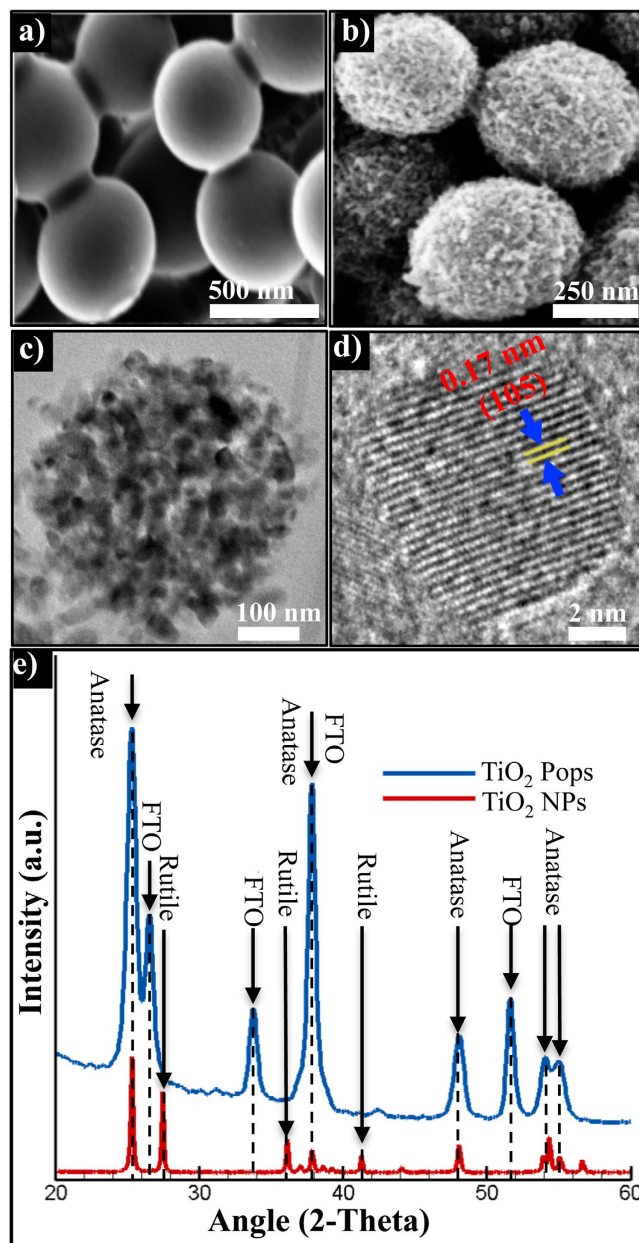 a)
500 nm
b)
250 nm
c)
100 nm
d)
0.17 nm
(105)
2 nm
e)
Intensity (a.u.)
Anatase
FTO
Rutile
FTO
Rutile
Anatase
FTO
Rutile
Anatase
FTO
Anatase
TiO₂ Pops
TiO₂ NPs
20 30 40 50 60
Angle (2-Theta)